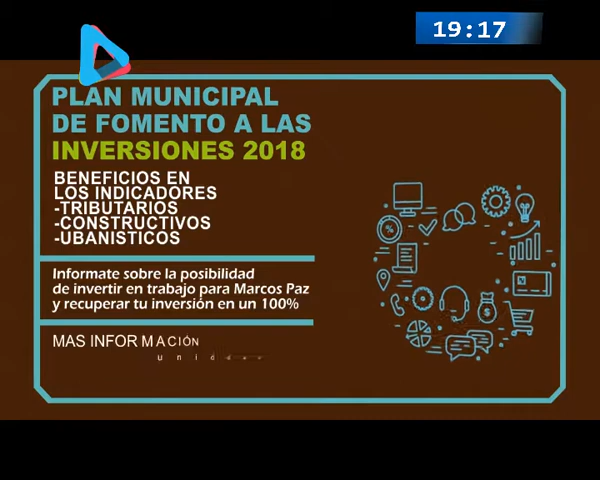 19:17
PLAN MUNICIPAL
DE FOMENTO A LAS
INVERSIONES 2018
BENEFICIOS EN
LOS INDICADORES
-TRIBUTARIOS
-CONSTRUCTIVOS
-UBANISTICOS
Informate sobre la posibilidad
de invertir en trabajo para Marcos Paz
y recuperar tu inversión en un 100%
MAS INFORMACIÓN